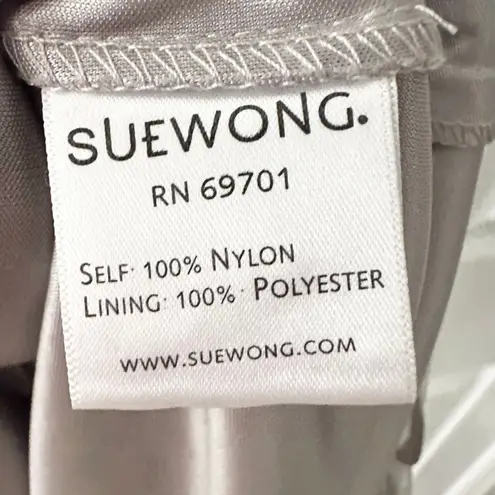 SUEWONG.
RN 69701
SELF: 100% NYLON
LINING: 100% POLYESTER
WWW.SUEWONG.COM